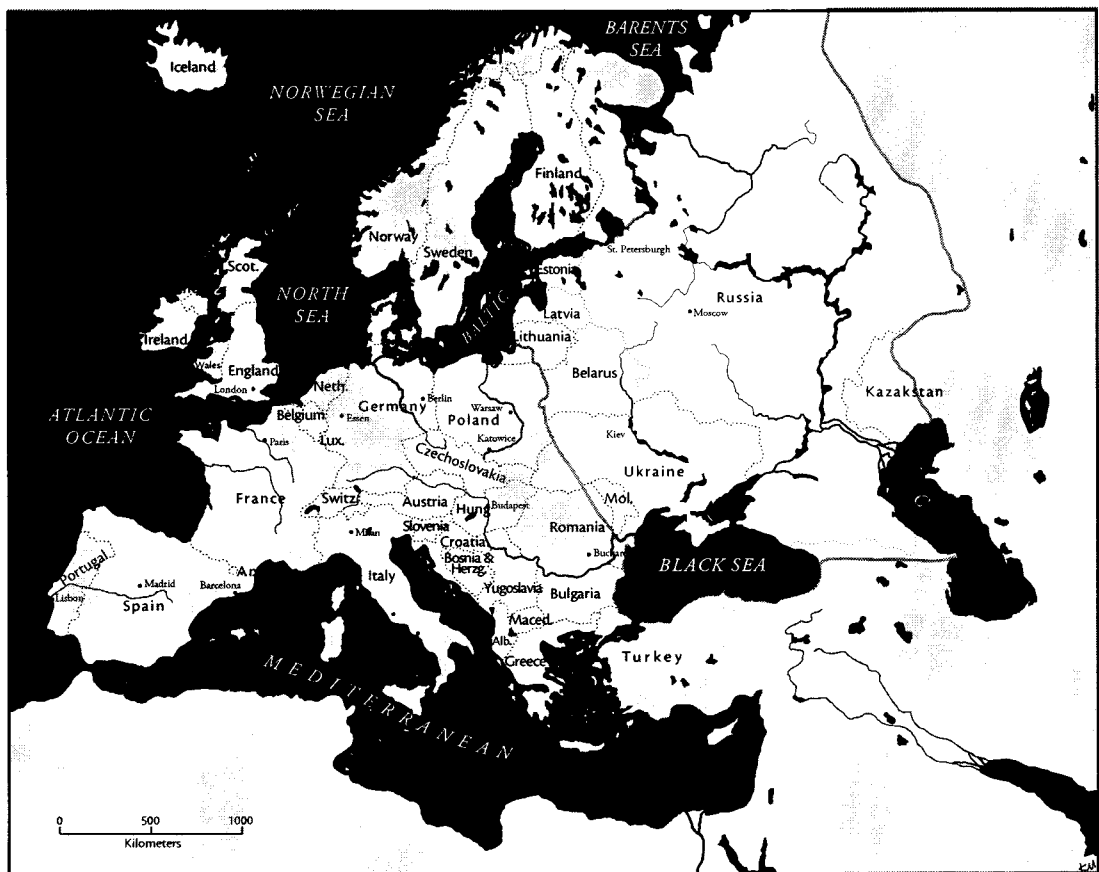 BARENTS
SEA
Iceland
NORWEGIAN
SEA
Finland
Norway
Sweden
St. Petersburgh
Scot.
Estonia
NORTH
SEA
BALTIC
Russia
Moscow
Latvia
Lithuania
Ireland
Wales
England
London
Belarus
Neth.
Kazakstan
Berlin
Germany
Warsaw
Poland
ATLANTIC
OCEAN
Belgium
Essen
Katowice
Kiev
Paris
Lux.
Czechoslovakia
Ukraine
France
Switz.
Austria
Hung
Budapest
Mol.
Slovenia
Romania
Milan
Croatia
Bosnia &
Herzg.
Buchar
BLACK SEA
Portugal
An
Italy
Madrid
Barcelona
Yugoslavia
Bulgaria
Lisbon
Spain
Maced.
Alb.
Greece
Turkey
MEDITERRANEAN
0 500 1000
Kilometers
KM